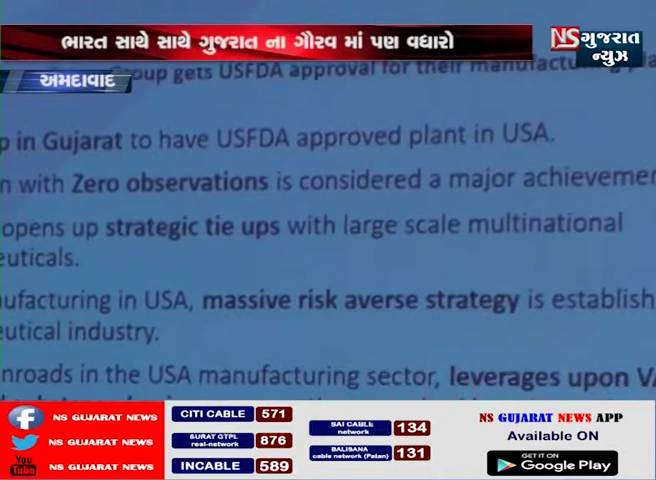 ભારત સાથે સાથે ગુજરાત ના ગૌરવ માં પણ વધારો
NS ગુજરાત
ન્યુઝ
અમદાવાદ
Group gets USFDA approval for their manufacturing
p in Gujarat to have USFDA approved plant in USA.
n with Zero observations is considered a major achieveme
opens up strategic tie ups with large scale multinational
euticals.
ufacturing in USA, massive risk averse strategy is establish
eutical industry.
nroads in the USA manufacturing sector, leverages upon VA
f NS GUJARAT NEWS
NS GUJARAT NEWS
You Tube NS GUJARAT NEWS
CITI CABLE 571
SURAT GTPL
real-network 876
INCABLE 589
SAI CABLE
network 134
BALISANA
cable network (Patan) 131
NS GUJARAT NEWS APP
Available ON
GET IT ON
Google Play